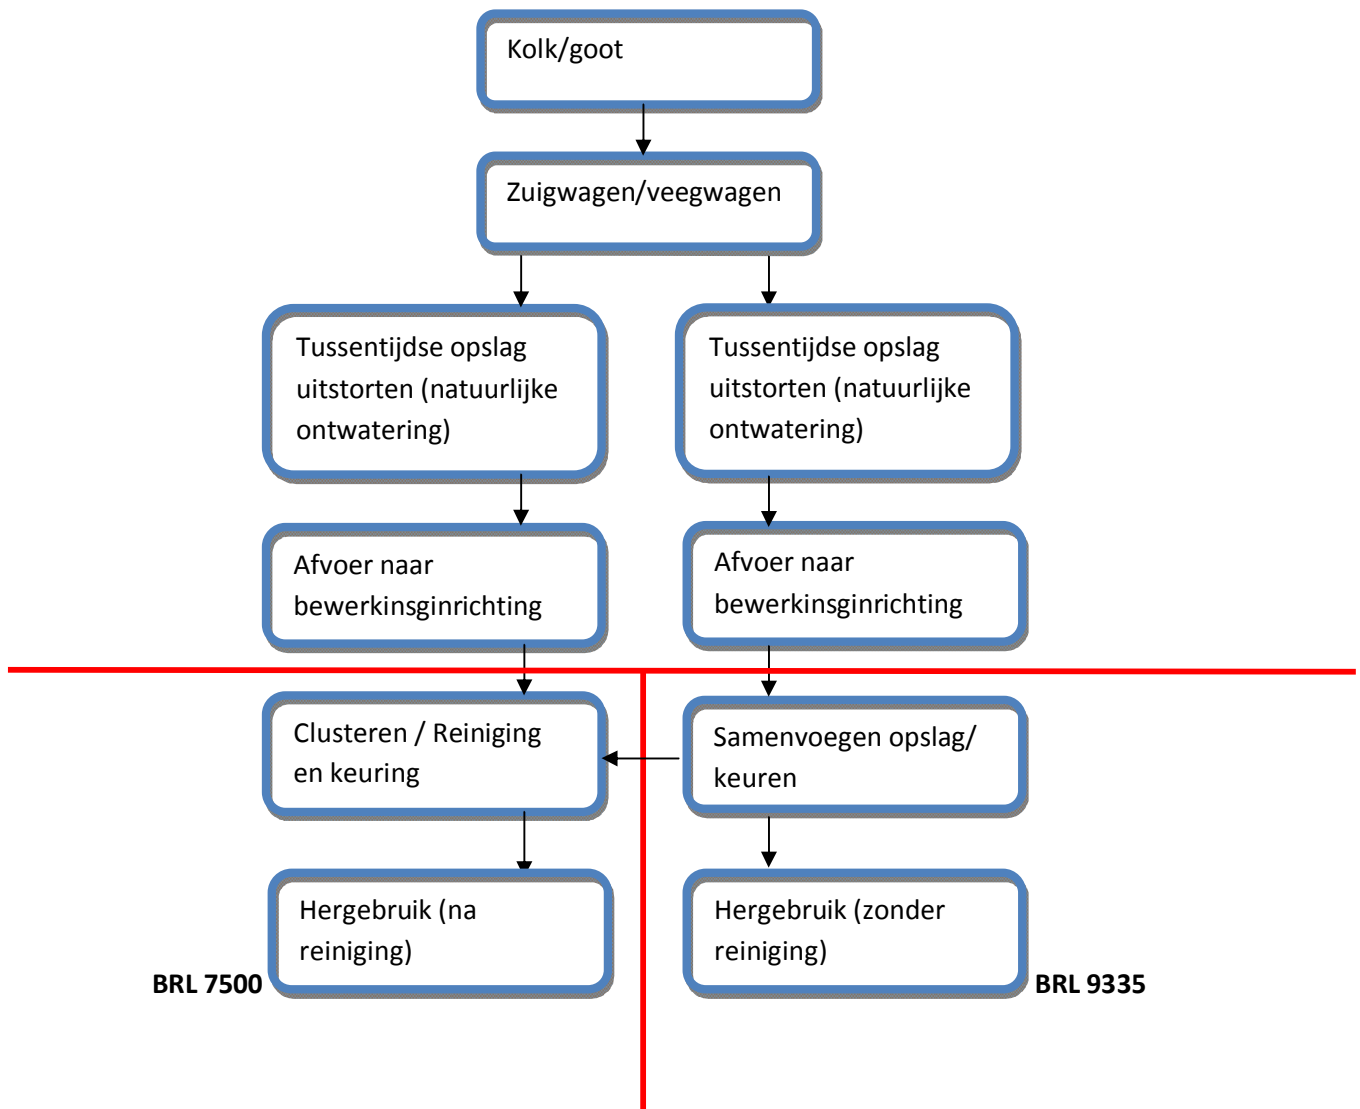 Kolk/goot
Zuigwagen/veegwagen
Tussentijdse opslag
uitstorten (natuurlijke
ontwatering)
Tussentijdse opslag
uitstorten (natuurlijke
ontwatering)
Afvoer naar
bewerkinsginrichting
Afvoer naar
bewerkinsginrichting
Clusteren / Reiniging
en keuring
Samenvoegen opslag/
keuren
Hergebruik (na
reiniging)
Hergebruik (zonder
reiniging)
BRL 7500
BRL 9335